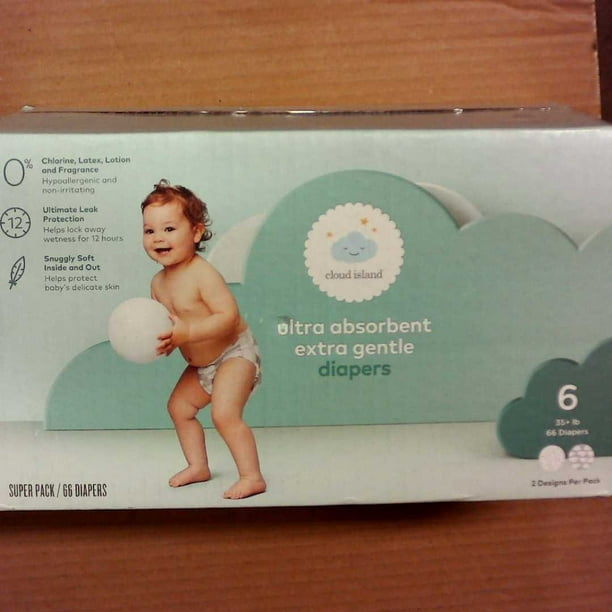 0%
Chlorine, Latex, Lotion
and Fragrance
Hypoallergenic and
non-irritating
12
Ultimate Leak
Protection
Helps lock away
wetness for 12 hours
Snuggly Soft
Inside and Out
Helps protect
baby's delicate skin
cloud island
ultra absorbent
extra gentle
diapers
6
35+ lb
66 Diapers
2 Designs Per Pack
SUPER PACK / 66 DIAPERS